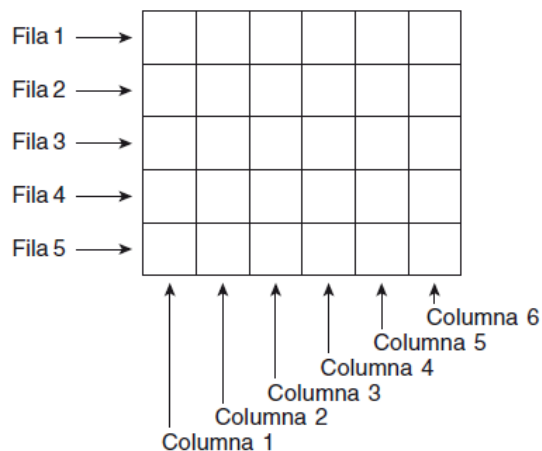 Fila 1
Fila 2
Fila 3
Fila 4
Fila 5
Columna 6
Columna 5
Columna 4
Columna 3
Columna 2
Columna 1